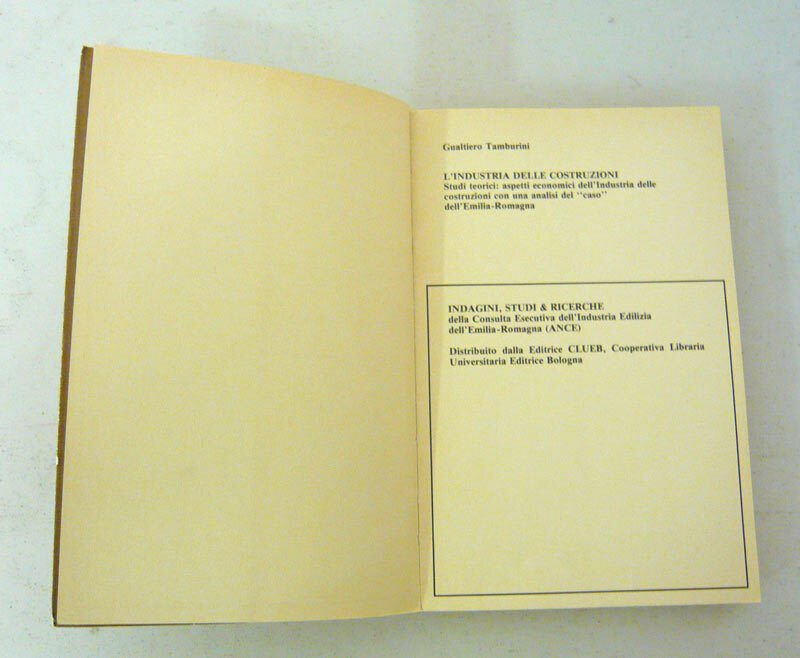 Gualtiero Tamburini
L'INDUSTRIA DELLE COSTRUZIONI
Studi teorici: aspetti economici dell'Industria delle
costruzioni con una analisi del "caso"
dell'Emilia-Romagna
INDAGINI, STUDI & RICERCHE
della Consulta Esecutiva dell'Industria Edilizia
dell'Emilia-Romagna (ANCE)
Distribuito dalla Editrice CLUEB, Cooperativa Libraria
Universitaria Editrice Bologna